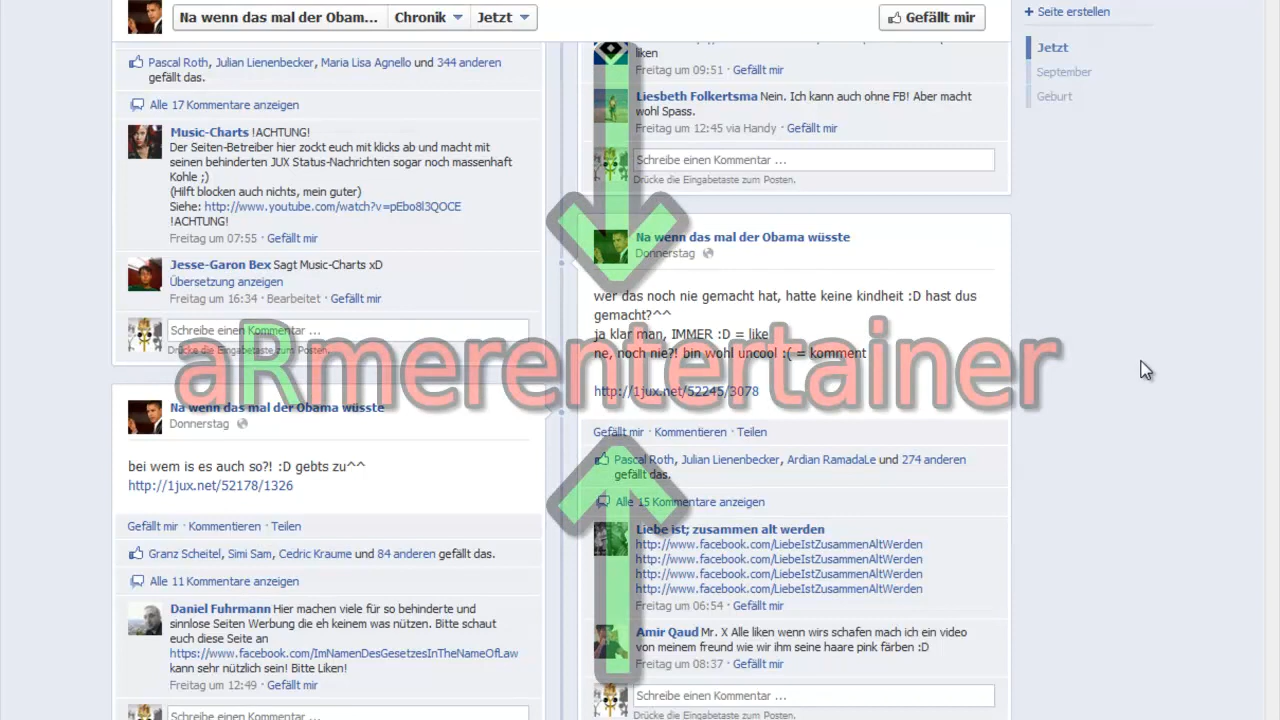 Na wenn das mal der Obam...
Chronik
Jetzt
Gefällt mir
+ Seite erstellen
Jetzt
September
Geburt
Pascal Roth, Julian Lienenbecker, Maria Lisa Agnello und 344 anderen
gefällt das.
Alle 17 Kommentare anzeigen
Music-Charts !ACHTUNG!
Der Seiten-Betreiber hier zockt euch mit klicks ab und macht mit
seinen behinderten JUX Status-Nachrichten sogar noch massenhaft
Kohle ;)
(Hilft blocken auch nichts, mein guter)
Siehe: http://www.youtube.com/watch?v=pEbo8l3QOCE
!ACHTUNG!
Freitag um 07:55 · Gefällt mir
Jesse-Garon Bex Sagt Music-Charts xD
Übersetzung anzeigen
Freitag um 16:34 · Bearbeitet · Gefällt mir
Schreibe einen Kommentar ...
Drücke die Eingabetaste zum Posten.
Na wenn das mal der Obama wüsste
Donnerstag
bei wem is es auch so?! :D gebts zu^^
http://1jux.net/52178/1326
Gefällt mir · Kommentieren · Teilen
Granz Scheitel, Simi Sam, Cedric Kraume und 84 anderen gefällt das.
Alle 11 Kommentare anzeigen
Daniel Fuhrmann Hier machen viele für so behinderte und
sinnlose Seiten Werbung die eh keinem was nützen. Bitte schaut
euch diese Seite an
https://www.facebook.com/ImNamenDesGesetzesInTheNameOfLaw
kann sehr nützlich sein! Bitte Liken!
Freitag um 12:49 · Gefällt mir
Schreibe einen Kommentar ...
liken
Freitag um 09:51 · Gefällt mir
Liesbeth Folkertsma Nein. Ich kann auch ohne FB! Aber macht
wohl Spass.
Freitag um 12:45 via Handy · Gefällt mir
Schreibe einen Kommentar ...
Drücke die Eingabetaste zum Posten.
Na wenn das mal der Obama wüsste
Donnerstag
wer das noch nie gemacht hat, hatte keine kindheit :D hast dus
gemacht?^^
ja klar man, IMMER :D = like
ne, noch nie?! bin wohl uncool :( = komment
http://1jux.net/52245/3078
Gefällt mir · Kommentieren · Teilen
Pascal Roth, Julian Lienenbecker, Ardian RamadaLe und 274 anderen
gefällt das.
Alle 15 Kommentare anzeigen
Liebe ist; zusammen alt werden
http://www.facebook.com/LiebeIstZusammenAltWerden
http://www.facebook.com/LiebeIstZusammenAltWerden
http://www.facebook.com/LiebeIstZusammenAltWerden
http://www.facebook.com/LiebeIstZusammenAltWerden
Freitag um 06:54 · Gefällt mir
Amir Qaud Mr. X Alle liken wenn wirs schafen mach ich ein video
von meinem freund wie wir ihm seine haare pink färben :D
Freitag um 08:37 · Gefällt mir
Schreibe einen Kommentar ...
Drücke die Eingabetaste zum Posten.
aRmerentertainer